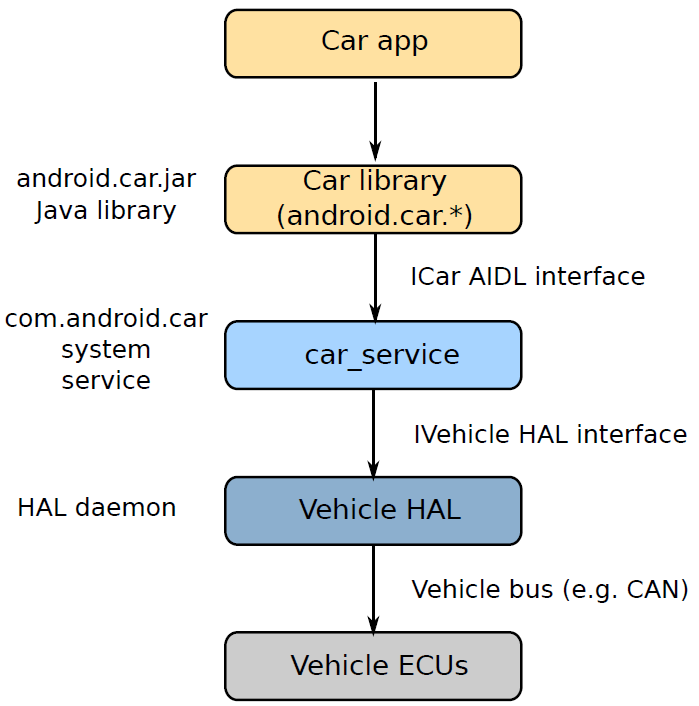 Car app
android.car.jar
Java library
Car library
(android.car.*)
ICar AIDL interface
com.android.car
system
service
car_service
IVehicle HAL interface
HAL daemon
Vehicle HAL
Vehicle bus (e.g. CAN)
Vehicle ECUs